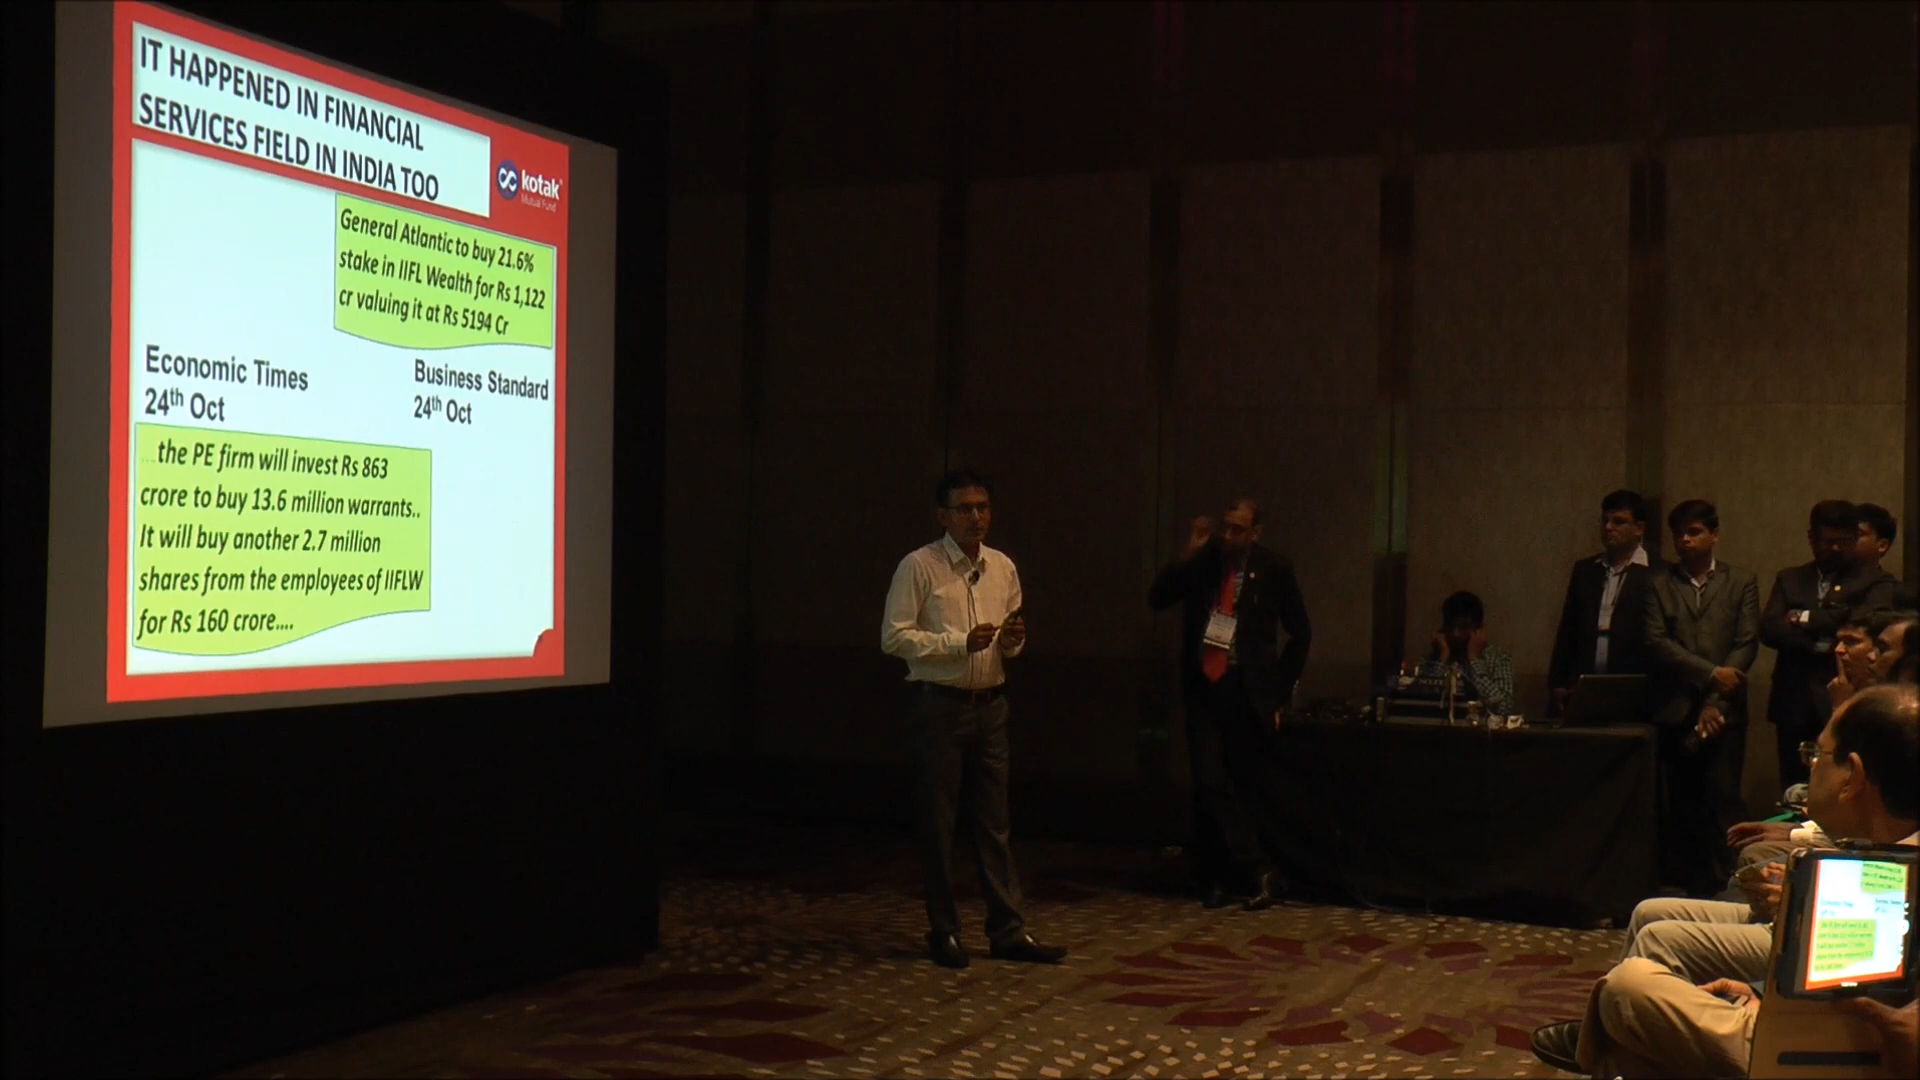 IT HAPPENED IN FINANCIAL
SERVICES FIELD IN INDIA TOO
kotak
Mutual Fund
General Atlantic to buy 21.6%
stake in IIFL Wealth for Rs 1,122
cr valuing it at Rs 5194 Cr
Economic Times
24th Oct
Business Standard
24th Oct
...the PE firm will invest Rs 863
crore to buy 13.6 million warrants..
It will buy another 2.7 million
shares from the employees of IIFLW
for Rs 160 crore....